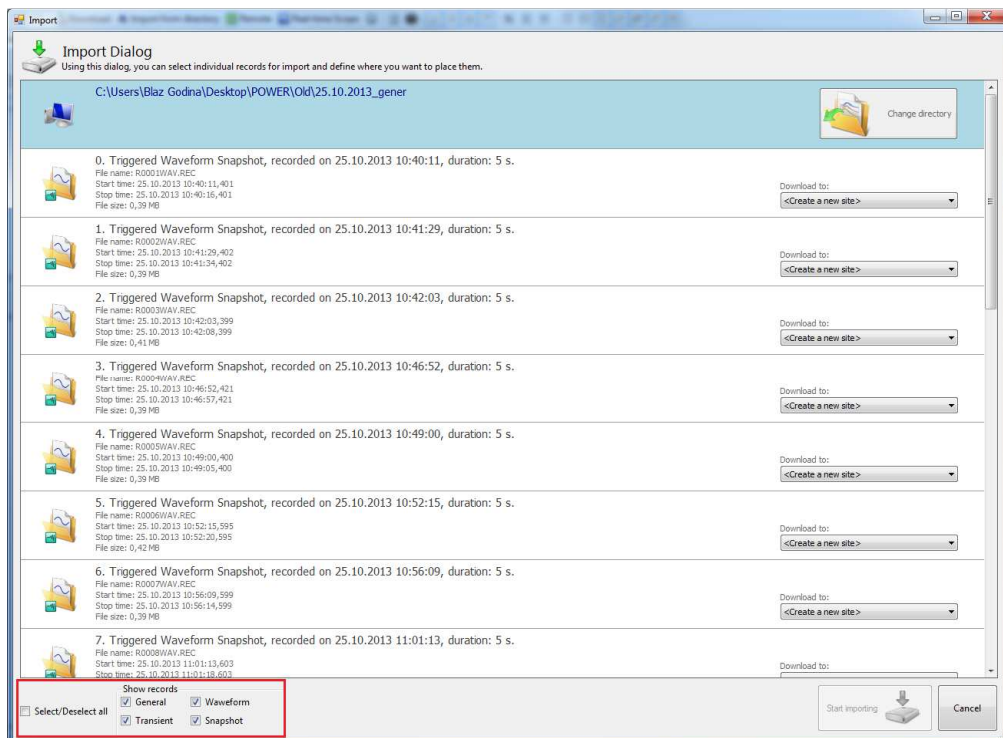 Import
Import Dialog
Using this dialog, you can select individual records for import and define where you want to place them.
C:\Users\Blaz Godina\Desktop\POWER\Old\25.10.2013_gener
Change directory
0. Triggered Waveform Snapshot, recorded on 25.10.2013 10:40:11, duration: 5 s.
File name: R0001WAV.REC
Start time: 25.10.2013 10:40:11,401
Stop time: 25.10.2013 10:40:16,401
File size: 0,39 MB
Download to:
<Create a new site>
1. Triggered Waveform Snapshot, recorded on 25.10.2013 10:41:29, duration: 5 s.
File name: R0002WAV.REC
Start time: 25.10.2013 10:41:29,402
Stop time: 25.10.2013 10:41:34,402
File size: 0,39 MB
Download to:
<Create a new site>
2. Triggered Waveform Snapshot, recorded on 25.10.2013 10:42:03, duration: 5 s.
File name: R0003WAV.REC
Start time: 25.10.2013 10:42:03,399
Stop time: 25.10.2013 10:42:08,399
File size: 0,41 MB
Download to:
<Create a new site>
3. Triggered Waveform Snapshot, recorded on 25.10.2013 10:46:52, duration: 5 s.
File name: R0004WAV.REC
Start time: 25.10.2013 10:46:52,421
Stop time: 25.10.2013 10:46:57,421
File size: 0,39 MB
Download to:
<Create a new site>
4. Triggered Waveform Snapshot, recorded on 25.10.2013 10:49:00, duration: 5 s.
File name: R0005WAV.REC
Start time: 25.10.2013 10:49:00,400
Stop time: 25.10.2013 10:49:05,400
File size: 0,39 MB
Download to:
<Create a new site>
5. Triggered Waveform Snapshot, recorded on 25.10.2013 10:52:15, duration: 5 s.
File name: R0006WAV.REC
Start time: 25.10.2013 10:52:15,595
Stop time: 25.10.2013 10:52:20,595
File size: 0,42 MB
Download to:
<Create a new site>
6. Triggered Waveform Snapshot, recorded on 25.10.2013 10:56:09, duration: 5 s.
File name: R0007WAV.REC
Start time: 25.10.2013 10:56:09,599
Stop time: 25.10.2013 10:56:14,599
File size: 0,39 MB
Download to:
<Create a new site>
7. Triggered Waveform Snapshot, recorded on 25.10.2013 11:01:13, duration: 5 s.
File name: R0008WAV.REC
Start time: 25.10.2013 11:01:13,603
Stop time: 25.10.2013 11:01:18,603
Download to:
Select/Deselect all
Show records
General Waveform
Transient Snapshot
Start importing
Cancel